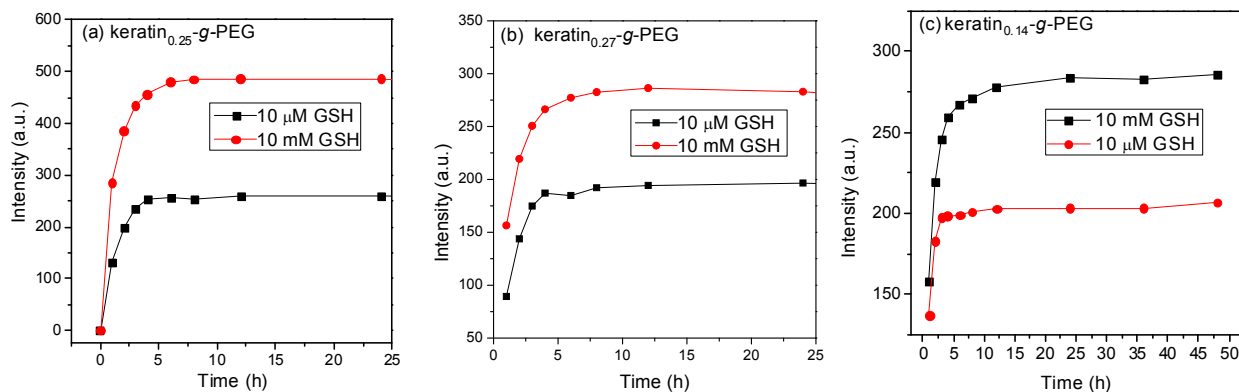 (a) keratin0.25-g-PEG
600
500
400
300
200
100
0
Intensity (a.u.)
10 μM GSH
10 mM GSH
0 5 10 15 20 25
Time (h)
(b) keratin0.27-g-PEG
350
300
250
200
150
100
50
Intensity (a.u.)
10 μM GSH
10 mM GSH
0 5 10 15 20 25
Time (h)
(c) keratin0.14-g-PEG
300
250
200
150
Intensity (a.u.)
10 mM GSH
10 μM GSH
0 5 10 15 20 25 30 35 40 45 50
Time (h)